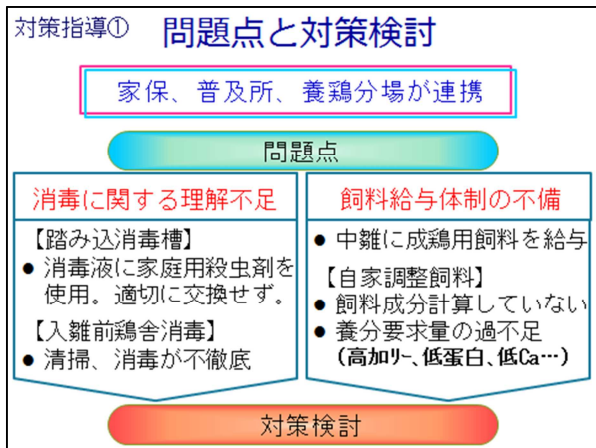 対策指導①
問題点と対策検討
家保、普及所、養鶏分場が連携
問題点
消毒に関する理解不足
【踏み込消毒槽】
● 消毒液に家庭用殺虫剤を
使用。適切に交換せず。
【入雛前鶏舎消毒】
● 清掃、消毒が不徹底
飼料給与体制の不備
● 中雛に成鶏用飼料を給与
【自家調整飼料】
● 飼料成分計算していない
● 養分要求量の過不足
(高カロリー、低蛋白、低Ca…)
対策検討